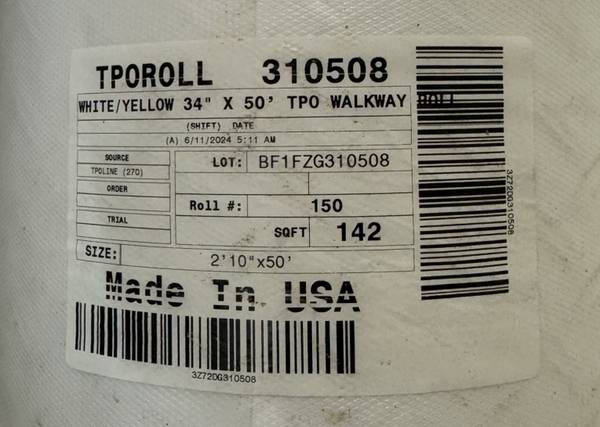 TPOROLL 310508
WHITE/YELLOW 34" X 50' TPO WALKWAY ROLL
(SHIFT) DATE
(A) 6/11/2024 5:11 AM
SOURCE
TPOLINE (270)
ORDER
TRIAL
LOT: BF1FZG310508
Roll #: 150
SQFT 142
SIZE: 2'10"x50'
Made In USA
3Z72DG310508
3Z72DG310508